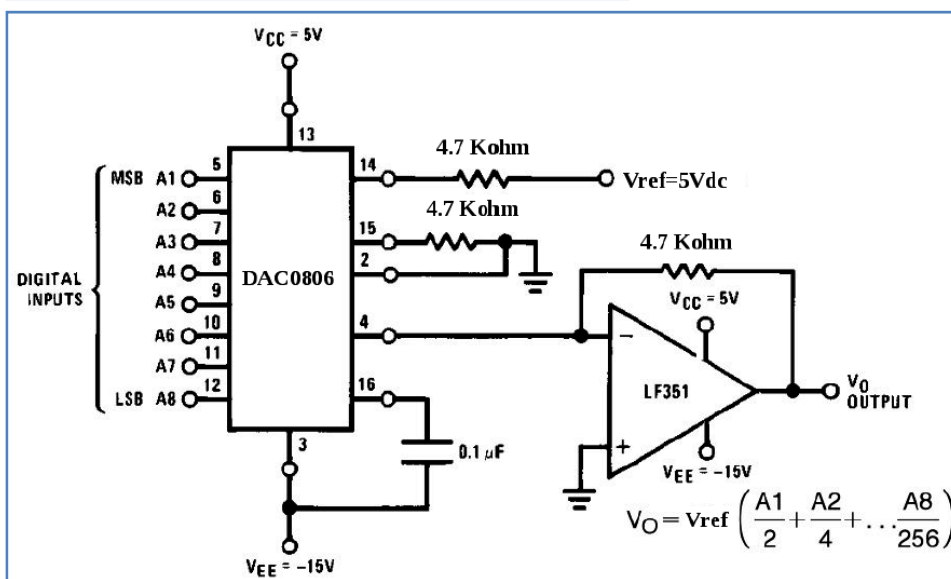 VCC = 5V
13
4.7 Kohm
MSB A1 5
14
Vref=5Vdc
A2 6
4.7 Kohm
A3 7
15
4.7 Kohm
DIGITAL INPUTS
A4 8
DAC0806
2
VCC = 5V
A5 9
A6 10
4
−
A7 11
LF351
VO
OUTPUT
LSB A8 12
16
+
3
0.1 μF
VEE = −15V
VO = Vref (A1/2 + A2/4 + ... A8/256)
VEE = −15V